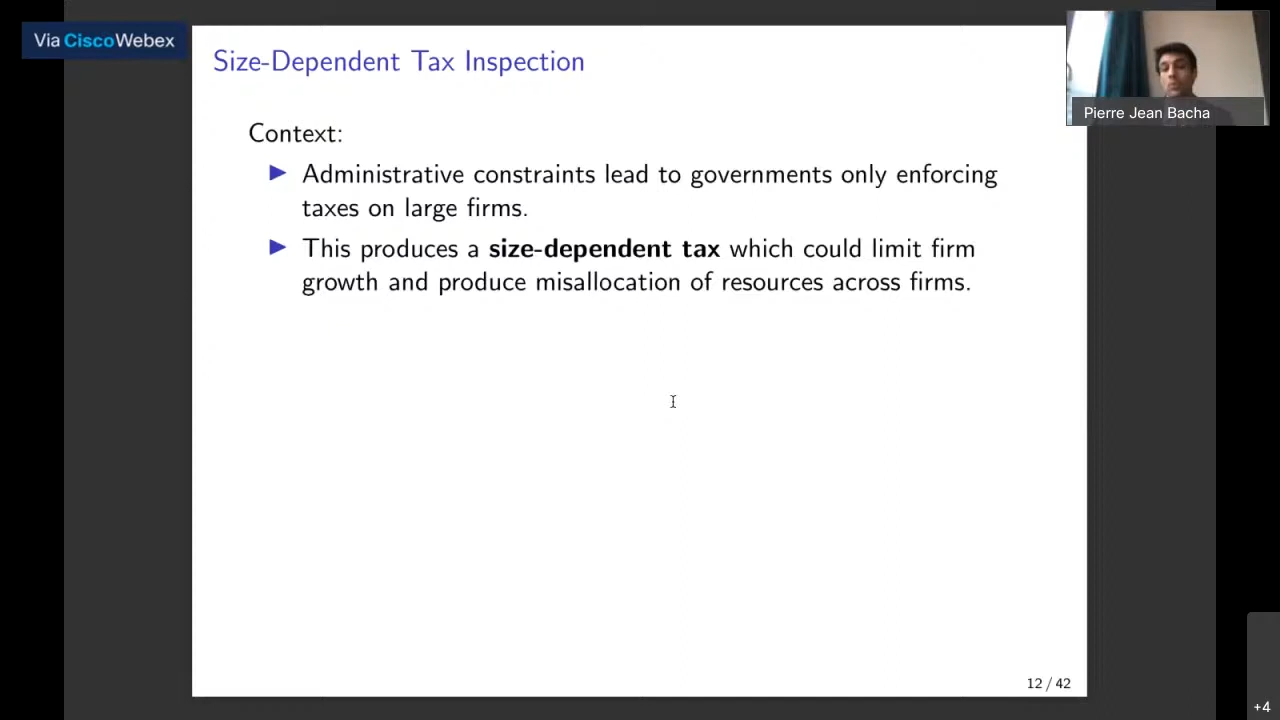 Via CiscoWebex
Size-Dependent Tax Inspection
Pierre Jean Bacha
Context:
Administrative constraints lead to governments only enforcing
taxes on large firms.
This produces a size-dependent tax which could limit firm
growth and produce misallocation of resources across firms.
12 / 42
+4